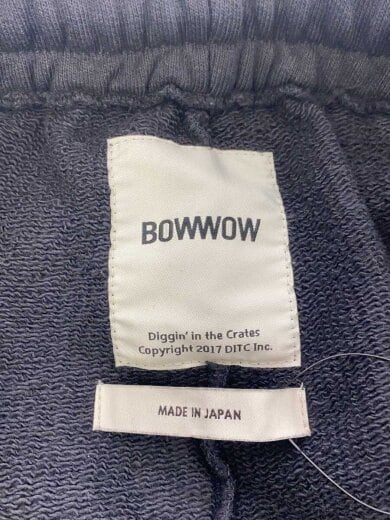 BOWWOW
Diggin' in the Crates
Copyright 2017 DITC Inc.
MADE IN JAPAN